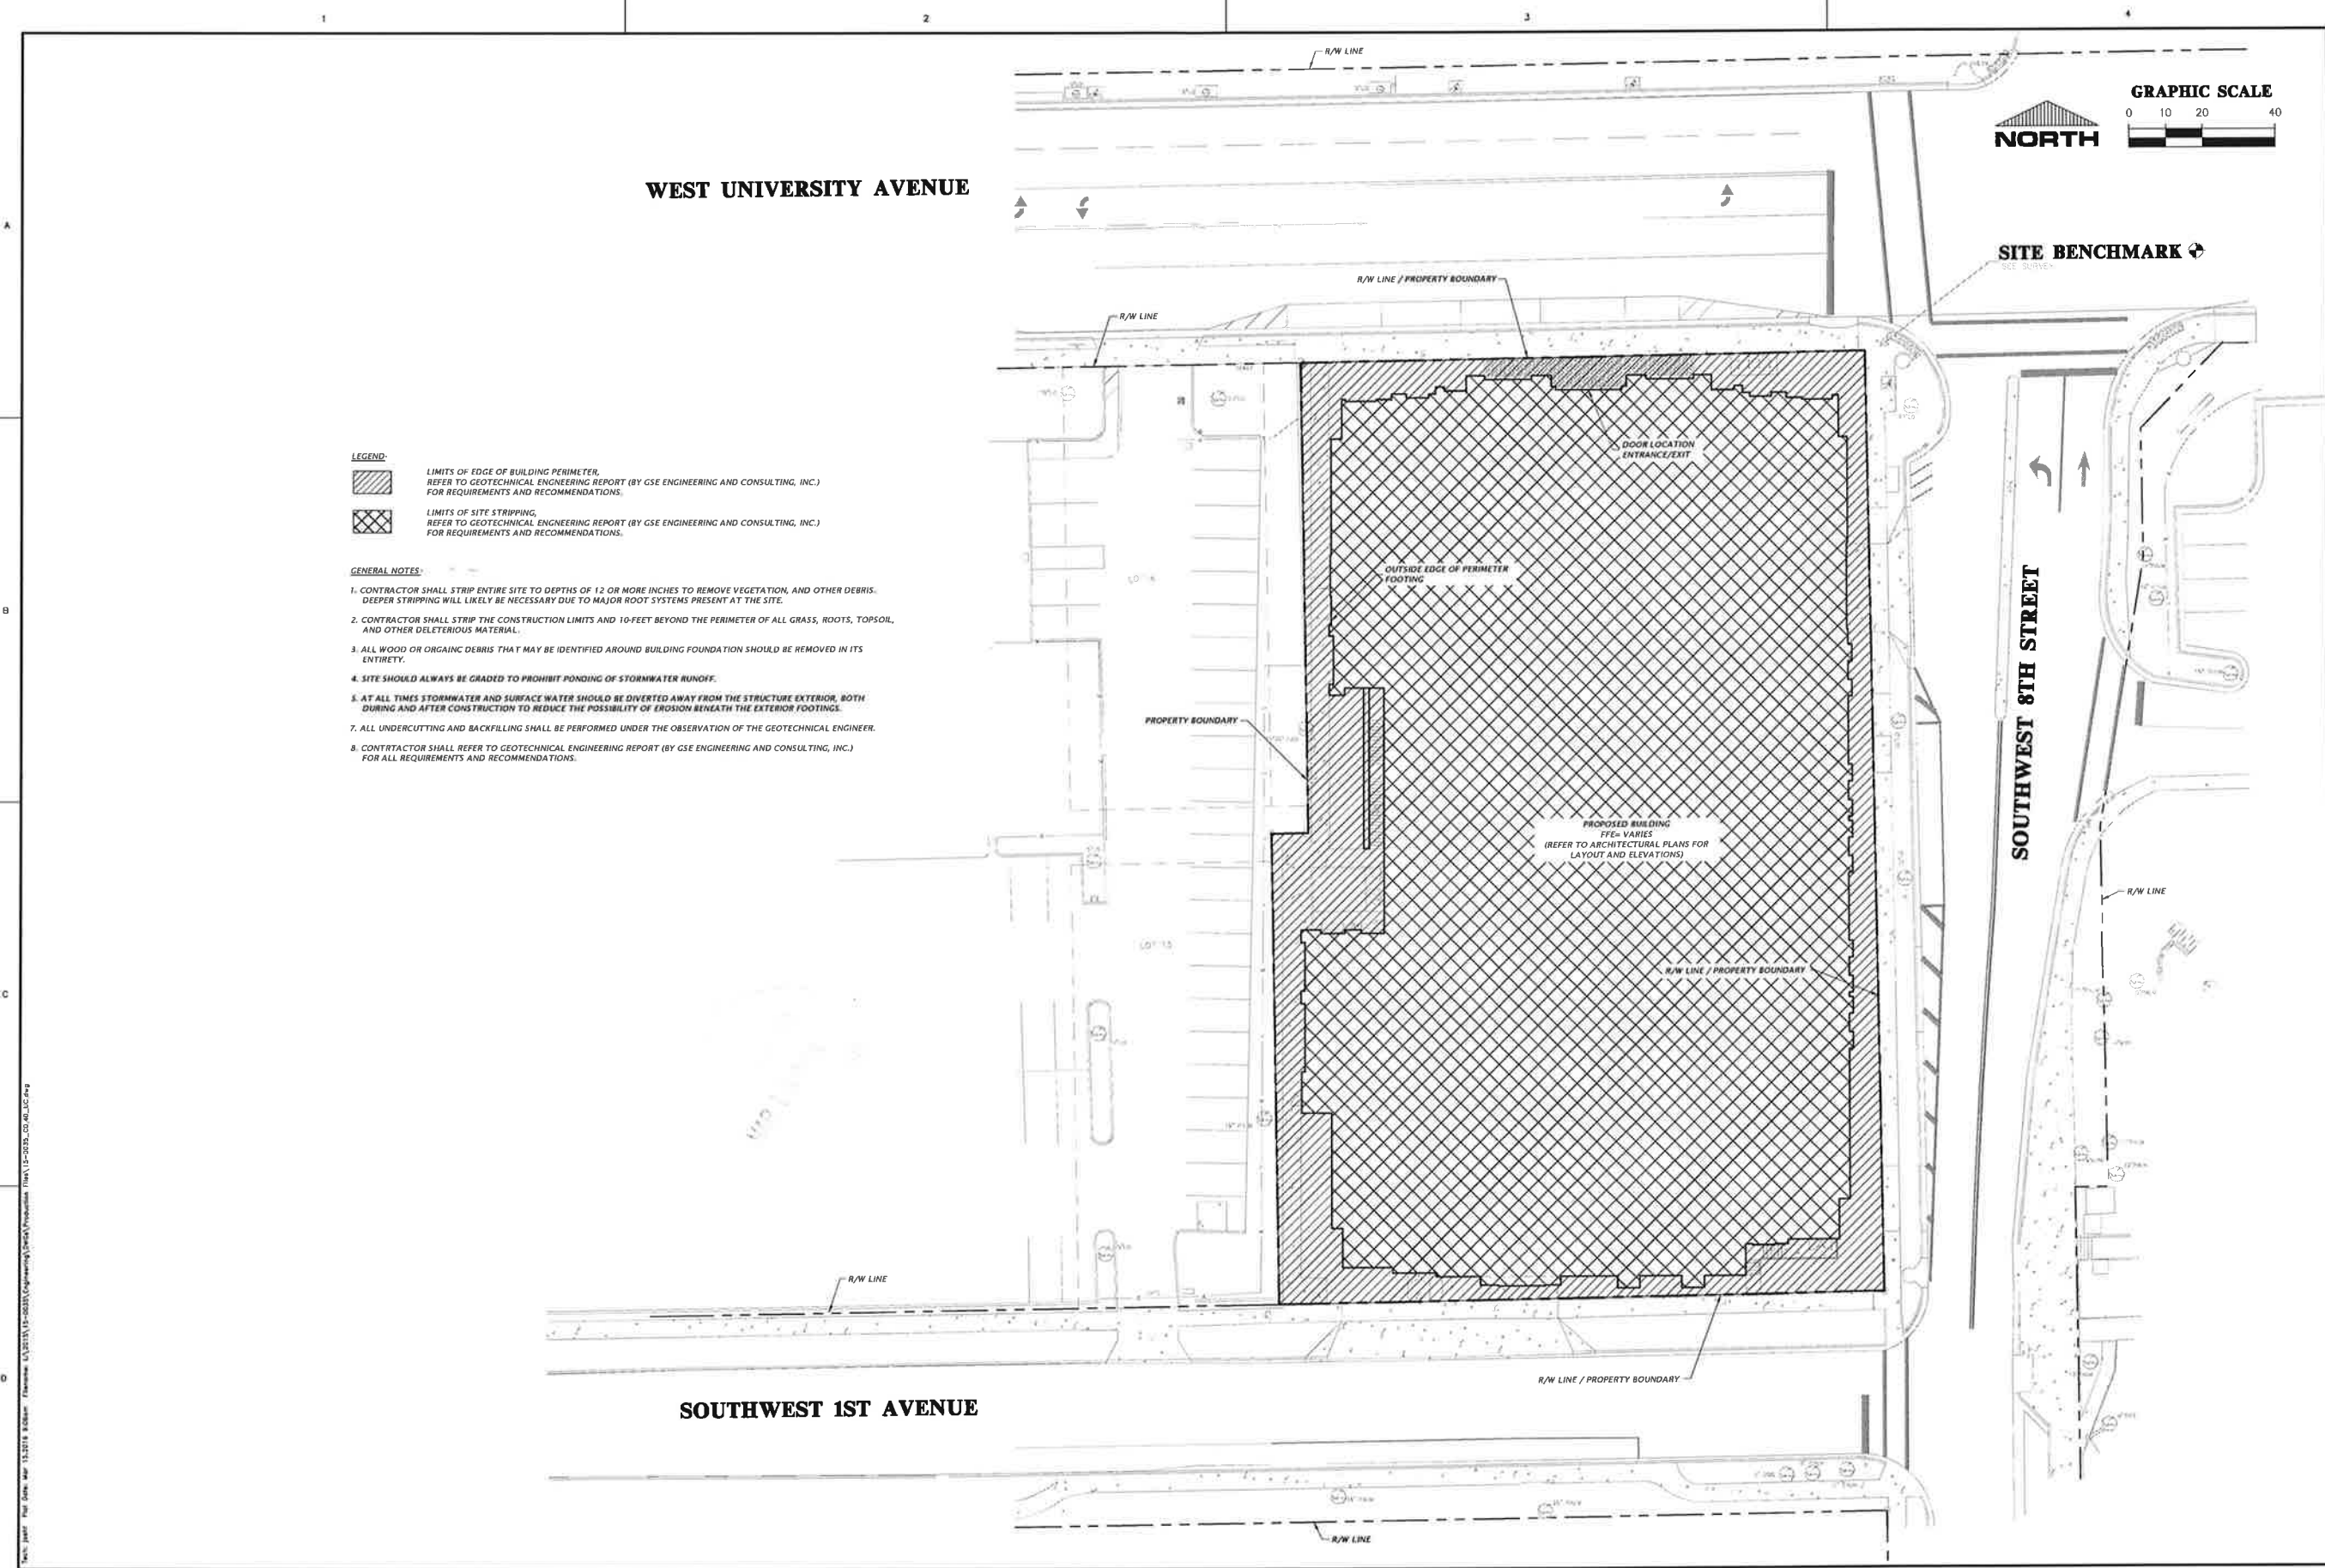 1
2
3
4
R/W LINE
GRAPHIC SCALE
0 10 20 40
NORTH
WEST UNIVERSITY AVENUE
A
SITE BENCHMARK
SEE SURVEY
R/W LINE / PROPERTY BOUNDARY
R/W LINE
DOOR LOCATION
ENTRANCE/EXIT
LEGEND:
LIMITS OF EDGE OF BUILDING PERIMETER,
REFER TO GEOTECHNICAL ENGNEERING REPORT (BY GSE ENGINEERING AND CONSULTING, INC.)
FOR REQUIREMENTS AND RECOMMENDATIONS.
LIMITS OF SITE STRIPPING,
REFER TO GEOTECHNICAL ENGNEERING REPORT (BY GSE ENGINEERING AND CONSULTING, INC.)
FOR REQUIREMENTS AND RECOMMENDATIONS.
OUTSIDE EDGE OF PERIMETER
FOOTING
GENERAL NOTES:
1. CONTRACTOR SHALL STRIP ENTIRE SITE TO DEPTHS OF 12 OR MORE INCHES TO REMOVE VEGETATION, AND OTHER DEBRIS.
DEEPER STRIPPING WILL LIKELY BE NECESSARY DUE TO MAJOR ROOT SYSTEMS PRESENT AT THE SITE.
B
2. CONTRACTOR SHALL STRIP THE CONSTRUCTION LIMITS AND 10-FEET BEYOND THE PERIMETER OF ALL GRASS, ROOTS, TOPSOIL,
AND OTHER DELETERIOUS MATERIAL.
3. ALL WOOD OR ORGAINC DEBRIS THAT MAY BE IDENTIFIED AROUND BUILDING FOUNDATION SHOULD BE REMOVED IN ITS
ENTIRETY.
4. SITE SHOULD ALWAYS BE GRADED TO PROHIBIT PONDING OF STORMWATER RUNOFF.
5. AT ALL TIMES STORMWATER AND SURFACE WATER SHOULD BE DIVERTED AWAY FROM THE STRUCTURE EXTERIOR, BOTH
DURING AND AFTER CONSTRUCTION TO REDUCE THE POSSIBILITY OF EROSION BENEATH THE EXTERIOR FOOTINGS.
7. ALL UNDERCUTTING AND BACKFILLING SHALL BE PERFORMED UNDER THE OBSERVATION OF THE GEOTECHNICAL ENGINEER.
8. CONTRTACTOR SHALL REFER TO GEOTECHNICAL ENGINEERING REPORT (BY GSE ENGINEERING AND CONSULTING, INC.)
FOR ALL REQUIREMENTS AND RECOMMENDATIONS.
PROPERTY BOUNDARY
SOUTHWEST 8TH STREET
PROPOSED BUILDING
FFE= VARIES
(REFER TO ARCHITECTURAL PLANS FOR
LAYOUT AND ELEVATIONS)
R/W LINE
R/W LINE / PROPERTY BOUNDARY
C
R/W LINE
R/W LINE / PROPERTY BOUNDARY
D
SOUTHWEST 1ST AVENUE
R/W LINE